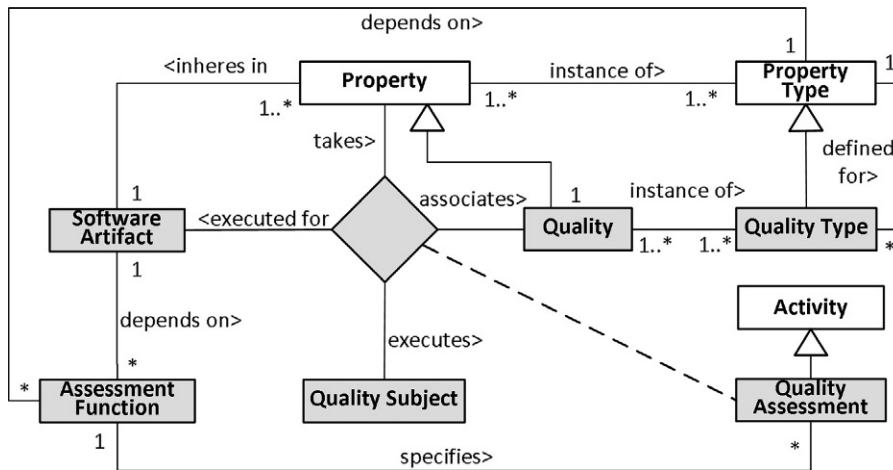 depends on>
1
<inheres in
Property
instance of>
Property
Type
1
1..*
1..*
1..*
takes>
defined
for>
1
Software
Artifact
<executed for
associates>
1
Quality
instance of>
Quality Type
1
1..*
1..*
*
Activity
depends on>
*
executes>
*
Assessment
Function
Quality Subject
Quality
Assessment
1
*
specifies>